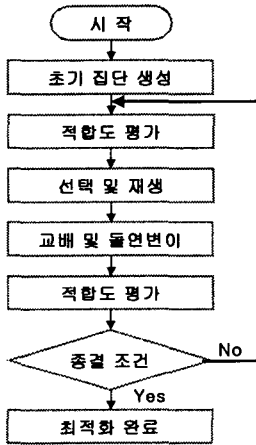 시 작
초기 집단 생성
적합도 평가
선택 및 재생
교배 및 돌연변이
적합도 평가
종결 조건
No
Yes
최적화 완료